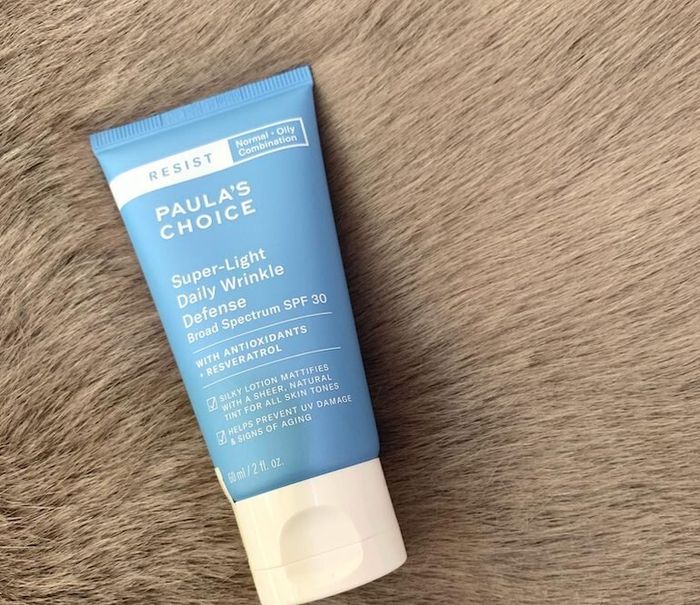 RESIST
Normal • Oily
Combination
PAULA'S
CHOICE
Super-Light
Daily Wrinkle
Defense
Broad Spectrum SPF 30
WITH ANTIOXIDANTS
+ RESVERATROL
SILKY LOTION MATTIFIES
WITH A SHEER, NATURAL
TINT FOR ALL SKIN TONES
HELPS PREVENT UV DAMAGE
& SIGNS OF AGING
60 ml / 2 fl. oz.